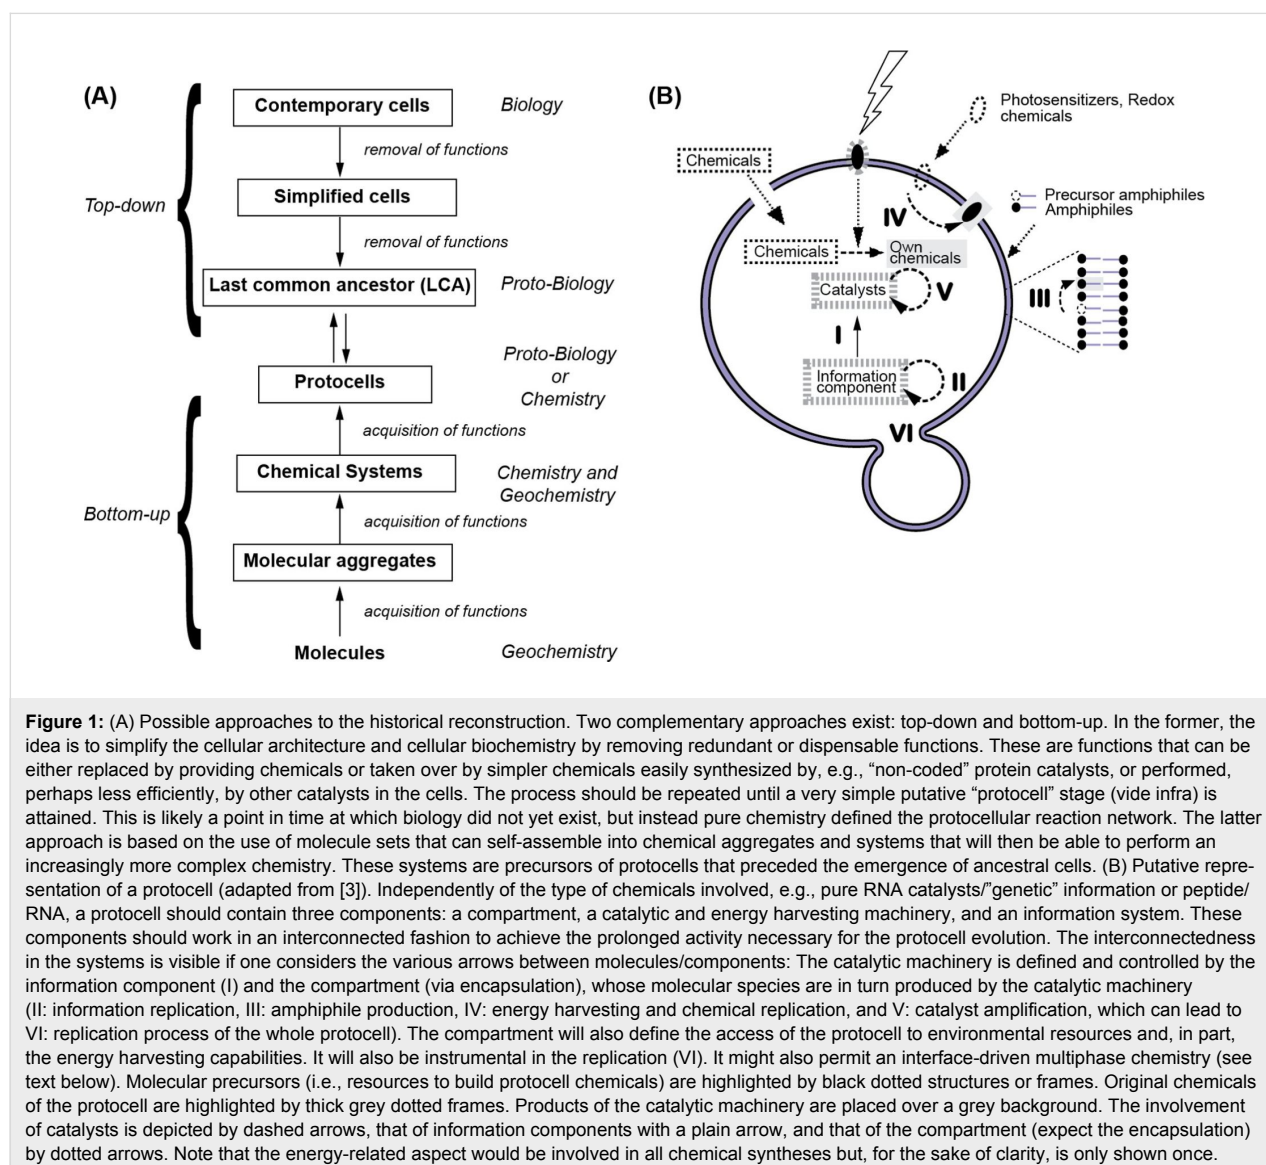 (A)
Contemporary cells
Biology
removal of functions
Simplified cells
Top-down
removal of functions
Last common ancestor (LCA)
Proto-Biology
Protocells
Proto-Biology
or
Chemistry
acquisition of functions
Chemical Systems
Chemistry and
Geochemistry
Bottom-up
acquisition of functions
Molecular aggregates
acquisition of functions
Molecules
Geochemistry
(B)
Photosensitizers, Redox
chemicals
Chemicals
Precursor amphiphiles
Amphiphiles
IV
Chemicals
Own
chemicals
Catalysts
V
III
I
Information
component
II
VI
Figure 1: (A) Possible approaches to the historical reconstruction. Two complementary approaches exist: top-down and bottom-up. In the former, the
idea is to simplify the cellular architecture and cellular biochemistry by removing redundant or dispensable functions. These are functions that can be
either replaced by providing chemicals or taken over by simpler chemicals easily synthesized by, e.g., “non-coded” protein catalysts, or performed,
perhaps less efficiently, by other catalysts in the cells. The process should be repeated until a very simple putative “protocell” stage (vide infra) is
attained. This is likely a point in time at which biology did not yet exist, but instead pure chemistry defined the protocellular reaction network. The latter
approach is based on the use of molecule sets that can self-assemble into chemical aggregates and systems that will then be able to perform an
increasingly more complex chemistry. These systems are precursors of protocells that preceded the emergence of ancestral cells. (B) Putative repre-
sentation of a protocell (adapted from [3]). Independently of the type of chemicals involved, e.g., pure RNA catalysts/”genetic” information or peptide/
RNA, a protocell should contain three components: a compartment, a catalytic and energy harvesting machinery, and an information system. These
components should work in an interconnected fashion to achieve the prolonged activity necessary for the protocell evolution. The interconnectedness
in the systems is visible if one considers the various arrows between molecules/components: The catalytic machinery is defined and controlled by the
information component (I) and the compartment (via encapsulation), whose molecular species are in turn produced by the catalytic machinery
(II: information replication, III: amphiphile production, IV: energy harvesting and chemical replication, and V: catalyst amplification, which can lead to
VI: replication process of the whole protocell). The compartment will also define the access of the protocell to environmental resources and, in part,
the energy harvesting capabilities. It will also be instrumental in the replication (VI). It might also permit an interface-driven multiphase chemistry (see
text below). Molecular precursors (i.e., resources to build protocell chemicals) are highlighted by black dotted structures or frames. Original chemicals
of the protocell are highlighted by thick grey dotted frames. Products of the catalytic machinery are placed over a grey background. The involvement
of catalysts is depicted by dashed arrows, that of information components with a plain arrow, and that of the compartment (expect the encapsulation)
by dotted arrows. Note that the energy-related aspect would be involved in all chemical syntheses but, for the sake of clarity, is only shown once.